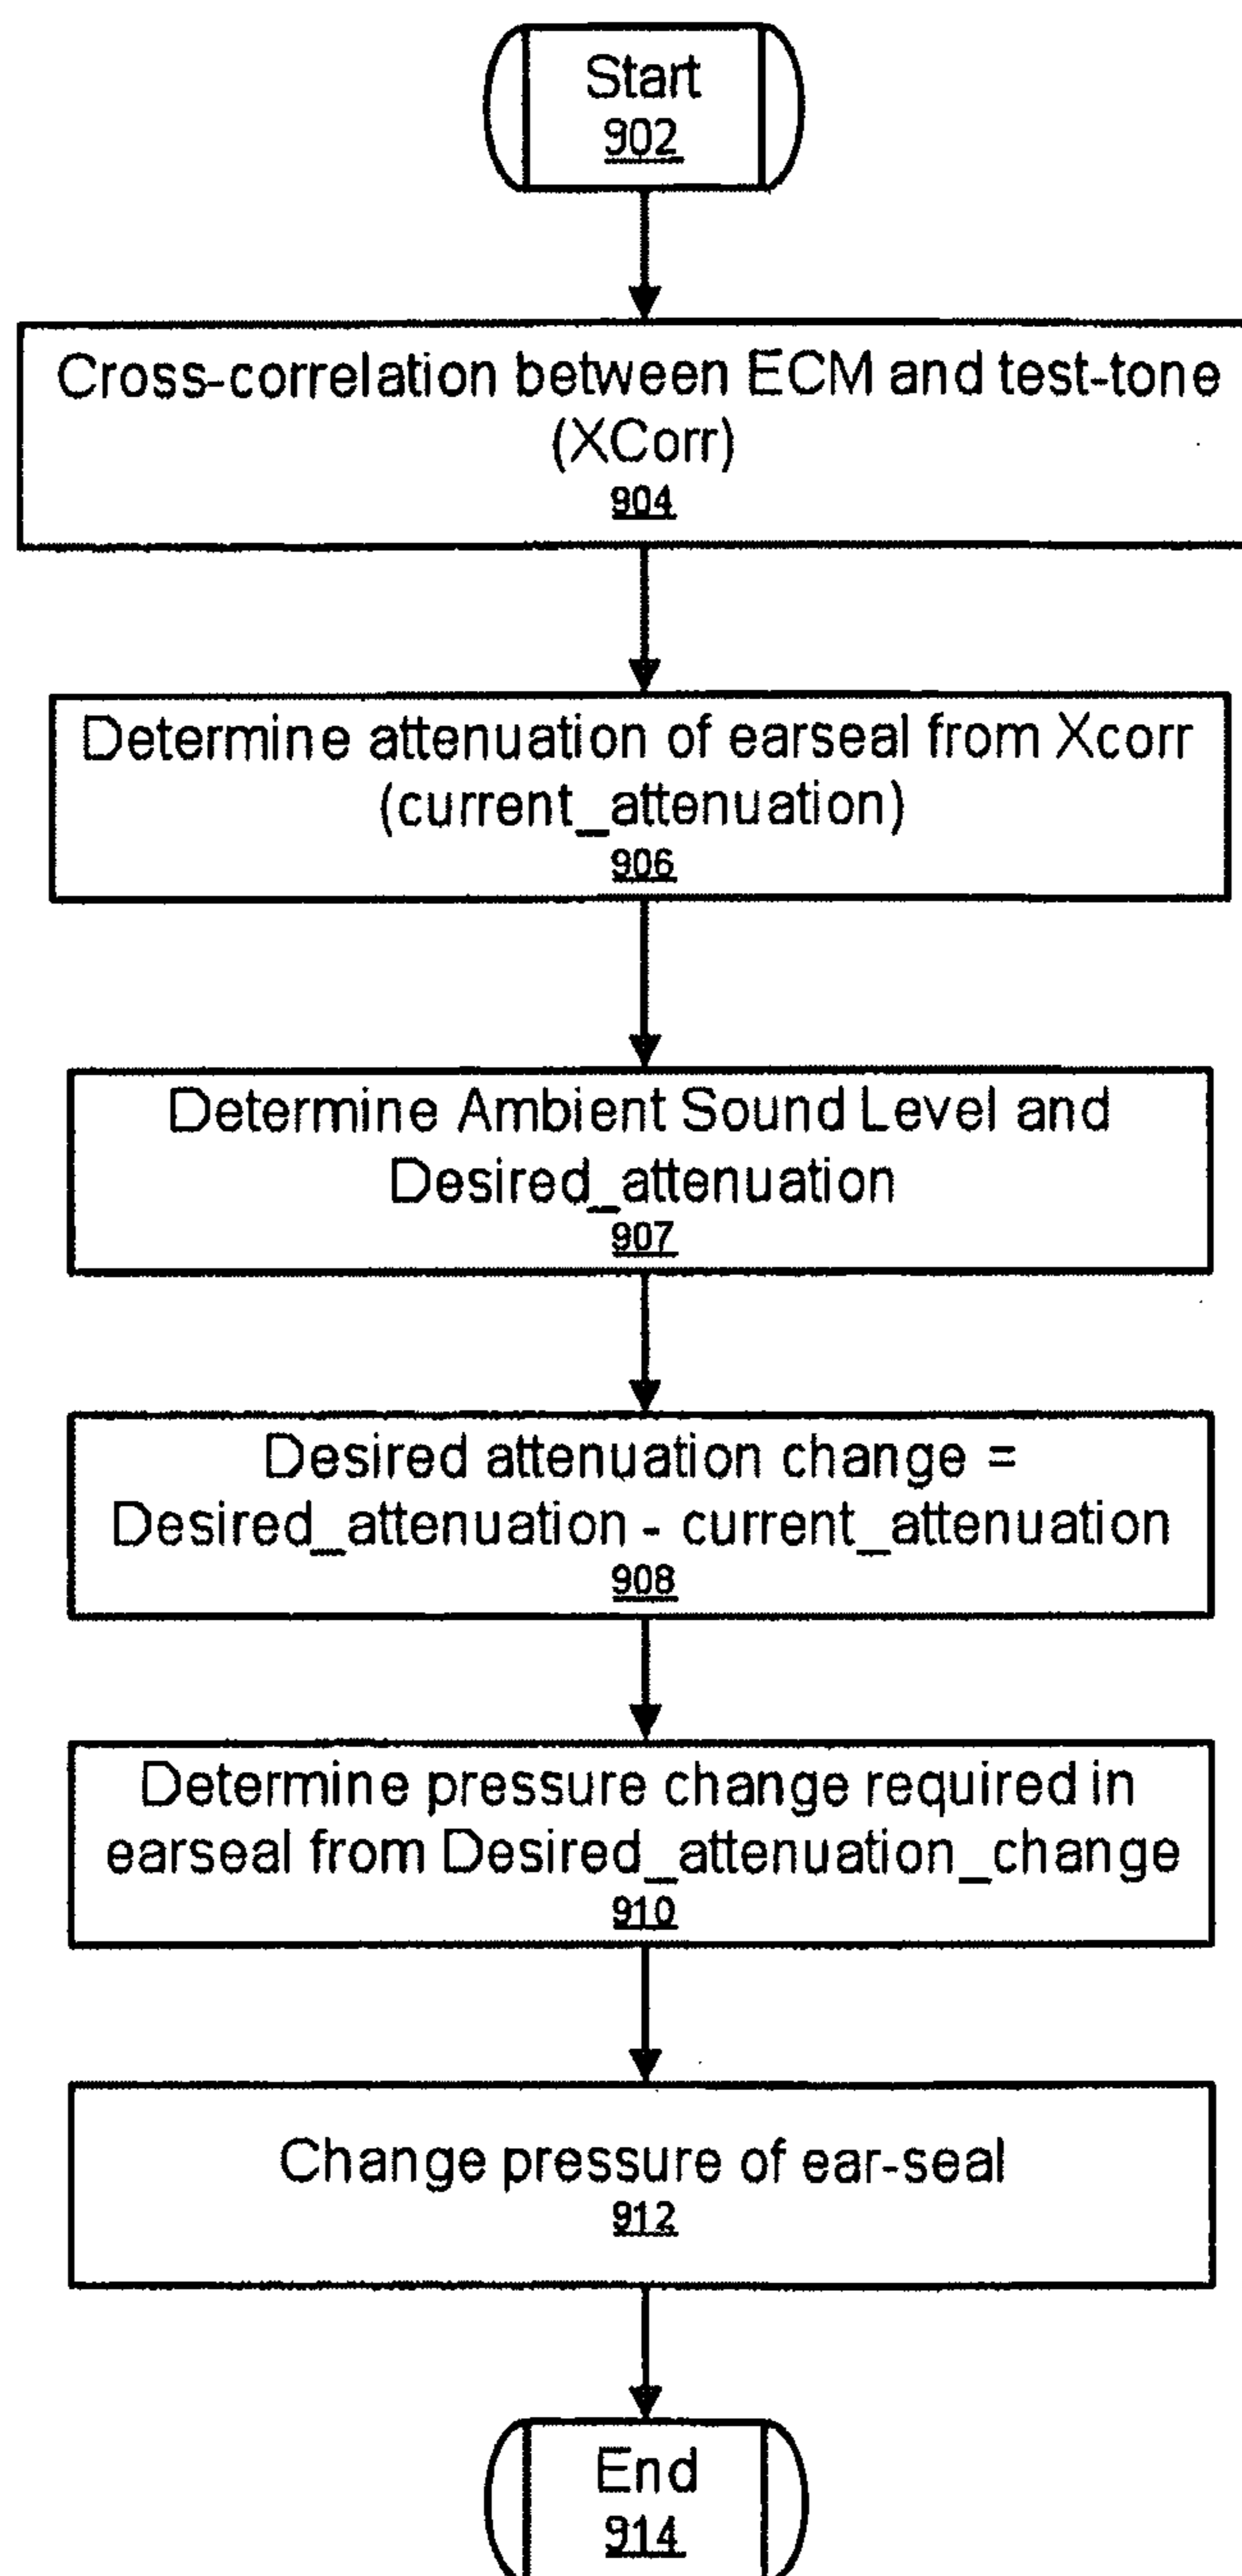 Start
902
Cross-correlation between ECM and test-tone
(XCorr)
904
Determine attenuation of earseal from Xcorr
(current_attenuation)
906
Determine Ambient Sound Level and
Desired_attenuation
907
Desired attenuation change =
Desired_attenuation - current_attenuation
908
Determine pressure change required in
earseal from Desired_attenuation_change
910
Change pressure of ear-seal
912
End
914